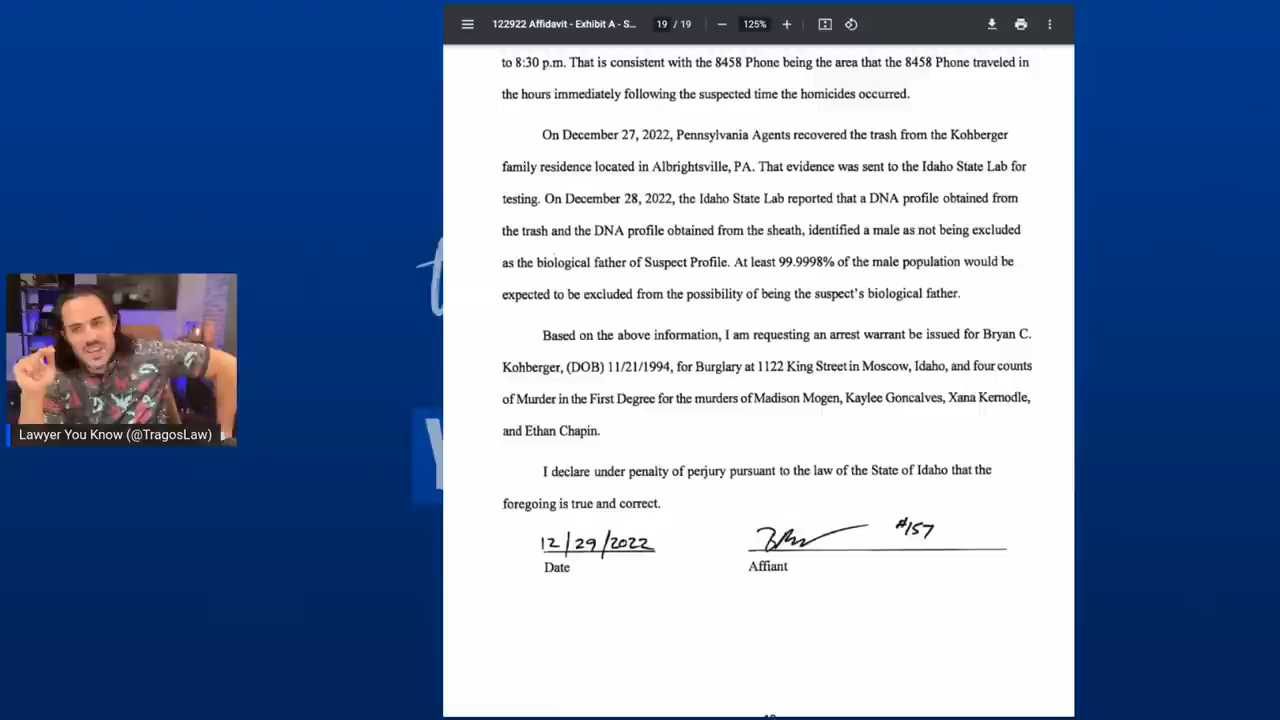 122922 Affidavit - Exhibit A - S...
19 / 19
125%
to 8:30 p.m. That is consistent with the 8458 Phone being the area that the 8458 Phone traveled in
the hours immediately following the suspected time the homicides occurred.
On December 27, 2022, Pennsylvania Agents recovered the trash from the Kohberger
family residence located in Albrightsville, PA. That evidence was sent to the Idaho State Lab for
testing. On December 28, 2022, the Idaho State Lab reported that a DNA profile obtained from
the trash and the DNA profile obtained from the sheath, identified a male as not being excluded
as the biological father of Suspect Profile. At least 99.9998% of the male population would be
expected to be excluded from the possibility of being the suspect's biological father.
Based on the above information, I am requesting an arrest warrant be issued for Bryan C.
Kohberger, (DOB) 11/21/1994, for Burglary at 1122 King Street in Moscow, Idaho, and four counts
of Murder in the First Degree for the murders of Madison Mogen, Kaylee Goncalves, Xana Kernodle,
and Ethan Chapin.
I declare under penalty of perjury pursuant to the law of the State of Idaho that the
foregoing is true and correct.
12/29/2022
#157
Date
Affiant
Lawyer You Know (@TragosLaw)